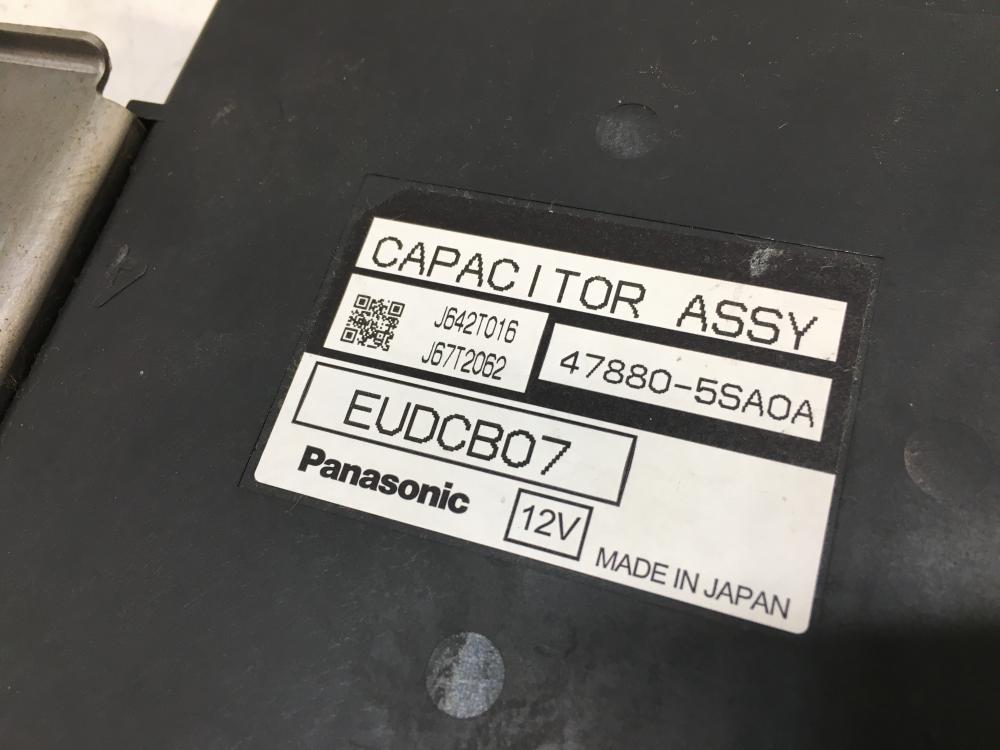 CAPACITOR ASSY
J642T016
J67T2062
47880-5SA0A
EUDCB07
Panasonic
12V
MADE IN JAPAN